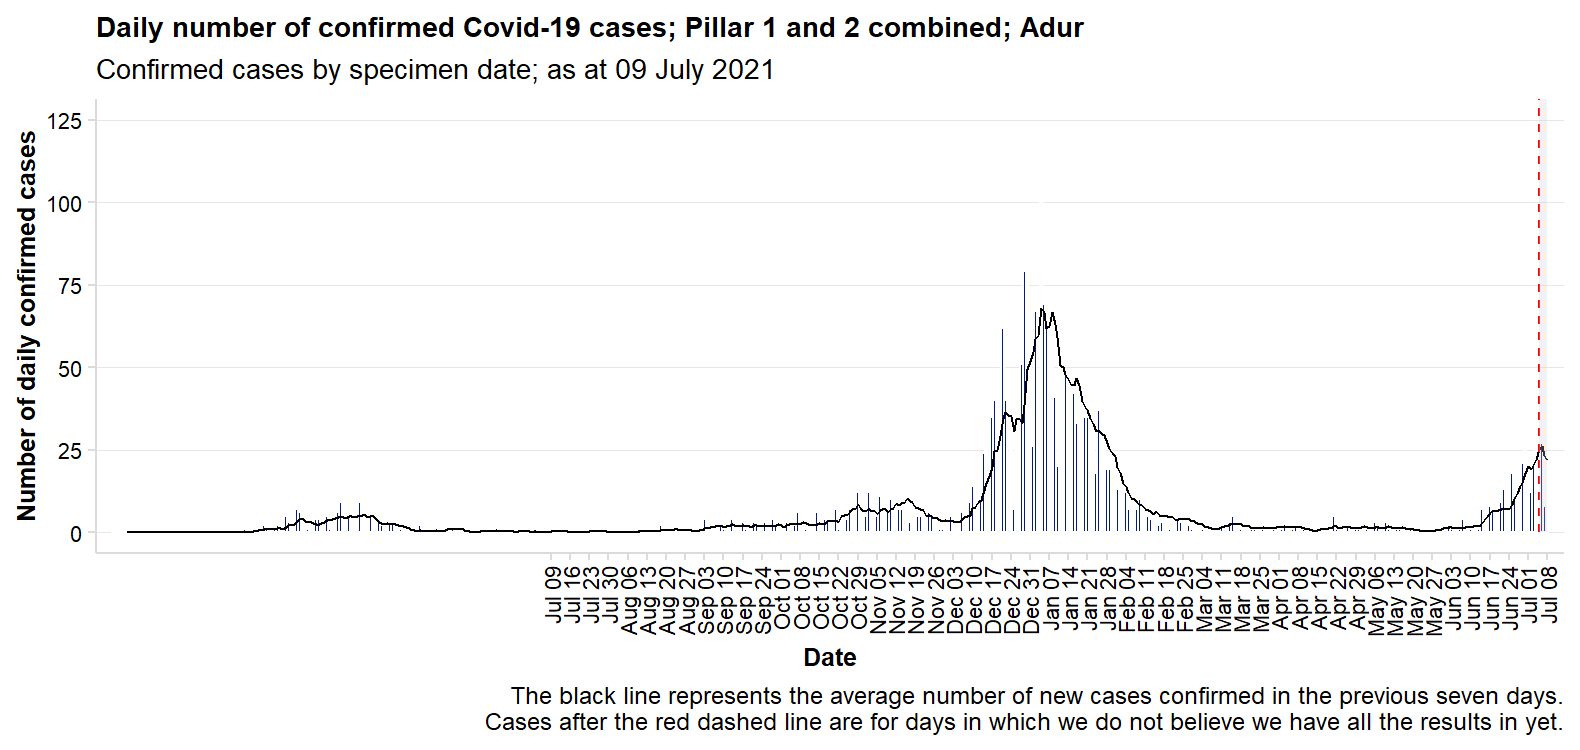 Daily number of confirmed Covid-19 cases; Pillar 1 and 2 combined; Adur
Confirmed cases by specimen date; as at 09 July 2021
Number of daily confirmed cases
125
100
75
50
25
0
Jul 09
Jul 16
Jul 23
Jul 30
Aug 06
Aug 13
Aug 20
Aug 27
Sep 03
Sep 10
Sep 17
Sep 24
Oct 01
Oct 08
Oct 15
Oct 22
Oct 29
Nov 05
Nov 12
Nov 19
Nov 26
Dec 03
Dec 10
Dec 17
Dec 24
Dec 31
Jan 07
Jan 14
Jan 21
Jan 28
Feb 04
Feb 11
Feb 18
Feb 25
Mar 04
Mar 11
Mar 18
Mar 25
Apr 01
Apr 08
Apr 15
Apr 22
Apr 29
May 06
May 13
May 20
May 27
Jun 03
Jun 10
Jun 17
Jun 24
Jul 01
Jul 08
Date
The black line represents the average number of new cases confirmed in the previous seven days.
Cases after the red dashed line are for days in which we do not believe we have all the results in yet.